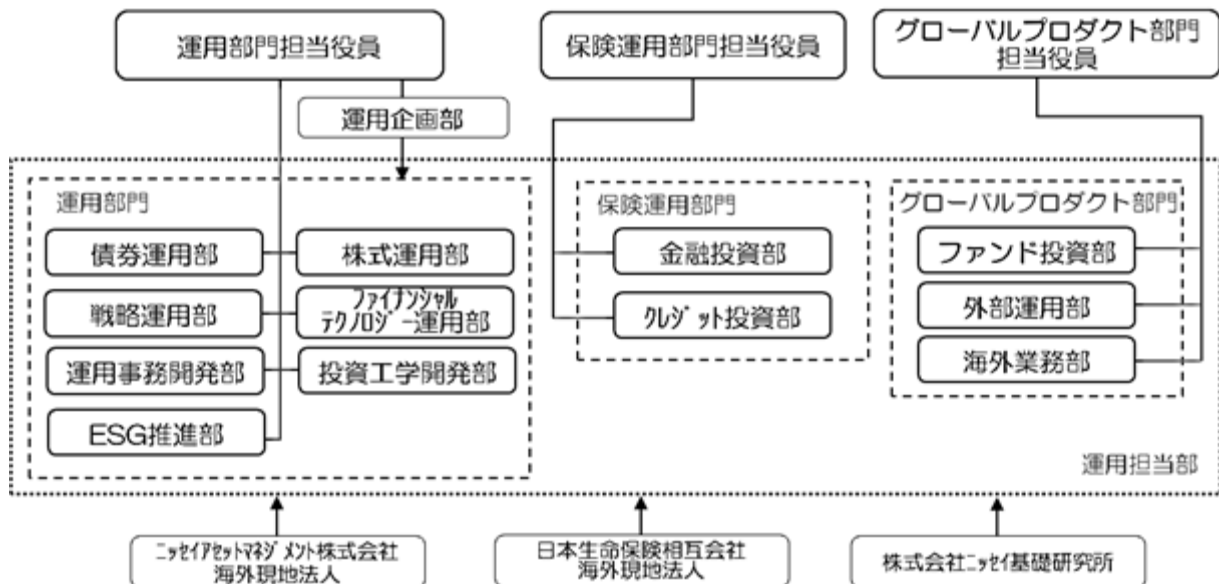 運用部門担当役員
保険運用部門担当役員
グローバルプロダクト部門
担当役員
運用企画部
運用部門
債券運用部
株式運用部
戦略運用部
ファイナンシャル
テクノロジー運用部
運用事務開発部
投資工学開発部
ESG推進部
保険運用部門
金融投資部
クレジット投資部
グローバルプロダクト部門
ファンド投資部
外部運用部
海外業務部
運用担当部
ニッセイアセットマネジメント株式会社
海外現地法人
日本生命保険相互会社
海外現地法人
株式会社ニッセイ基礎研究所